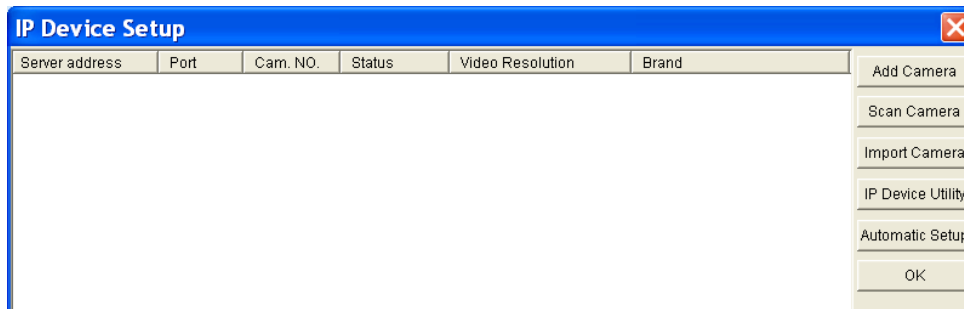 IP Device Setup
Server address Port Cam. NO. Status Video Resolution Brand
Add Camera
Scan Camera
Import Camera
IP Device Utility
Automatic Setup
OK